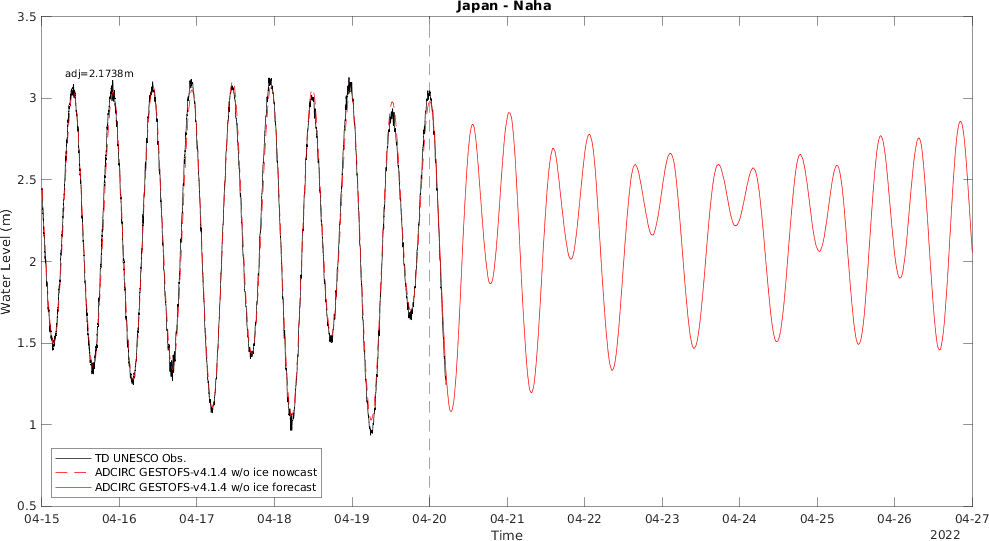 Japan - Naha
3.5
3
2.5
2
1.5
1
0.5
Water Level (m)
adj=2.1738m
TD UNESCO Obs.
ADCIRC GESTOFS-v4.1.4 w/o ice nowcast
ADCIRC GESTOFS-v4.1.4 w/o ice forecast
04-15 04-16 04-17 04-18 04-19 04-20 04-21 04-22 04-23 04-24 04-25 04-26 04-27
Time
2022